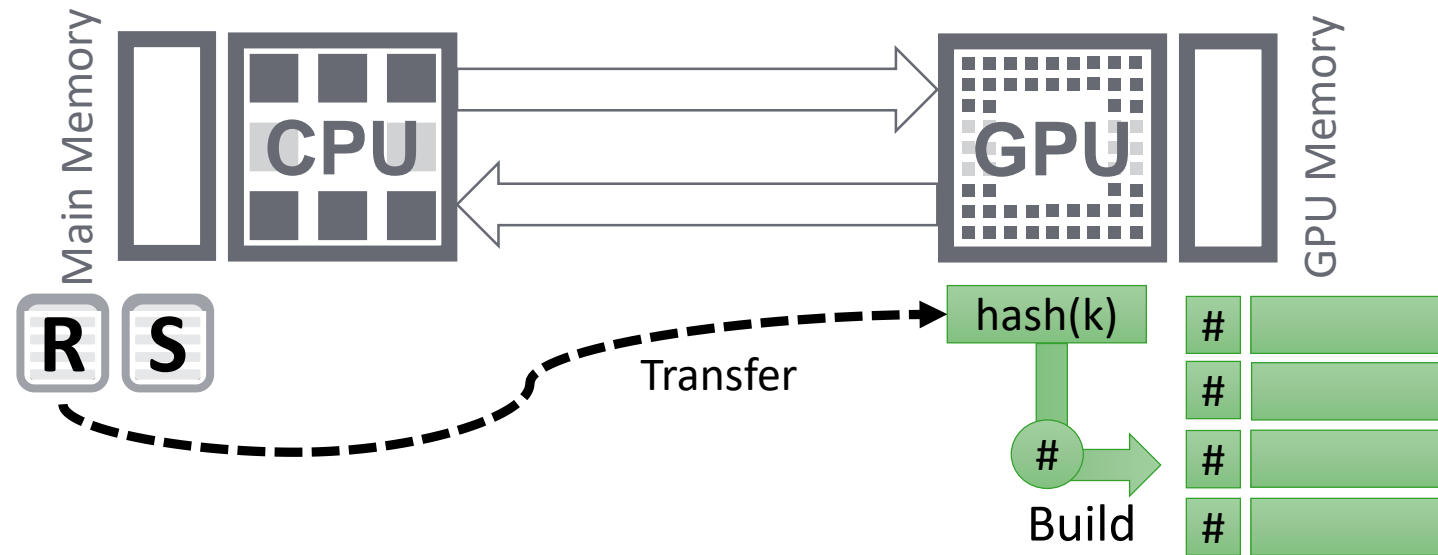 Main Memory
CPU
GPU
GPU Memory
R
S
Transfer
hash(k)
#
Build
#
#
#
#